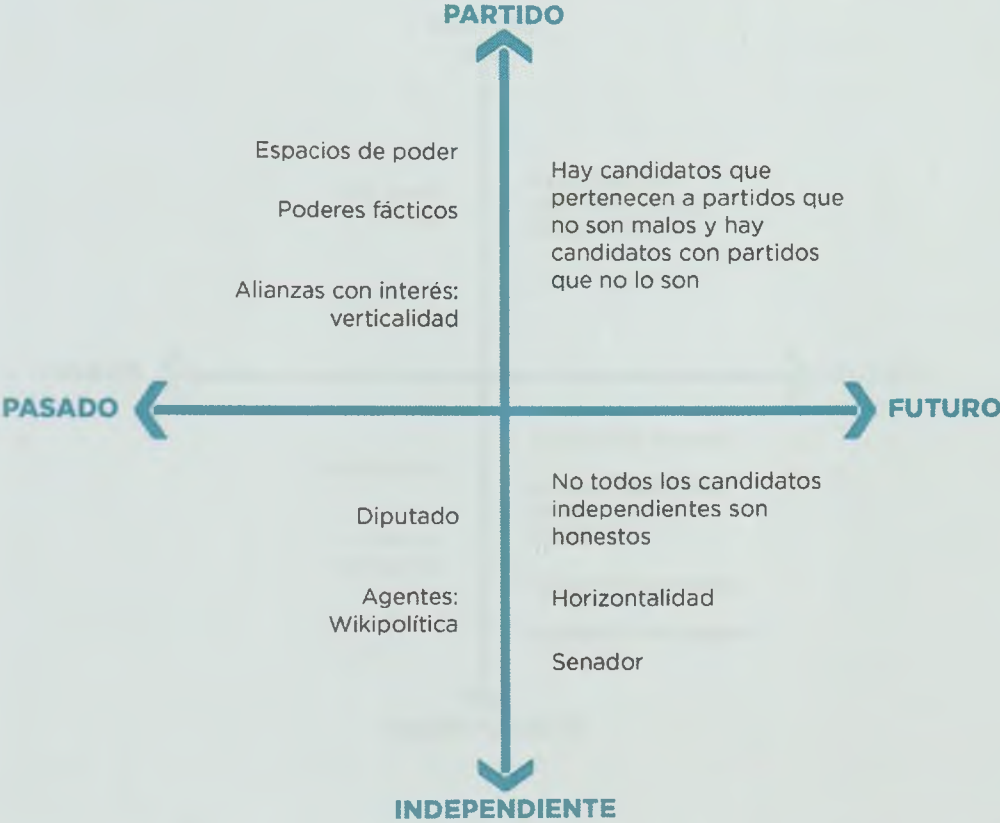 PARTIDO
Espacios de poder
Poderes fácticos
Alianzas con interés:
verticalidad
Hay candidatos que
pertenecen a partidos que
no son malos y hay
candidatos con partidos
que no lo son
PASADO
FUTURO
Diputado
Agentes:
Wikipolítica
No todos los candidatos
independientes son
honestos
Horizontalidad
Senador
INDEPENDIENTE